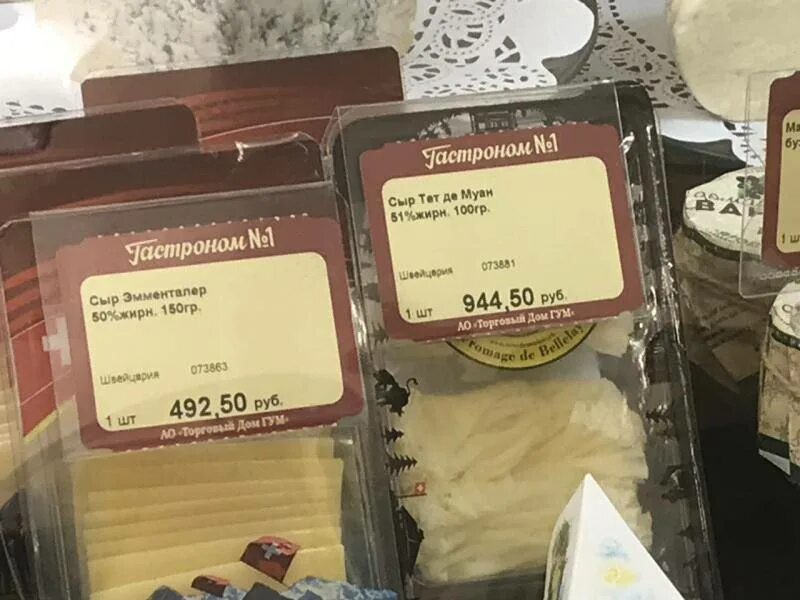 Гастроном №1
Сыр Эмменталер
50%жирн. 150гр.
Швейцария 073863
1 шт 492,50 руб.
АО «Торговый Дом ГУМ»
Гастроном №1
Сыр Тет де Муан
51%жирн. 100гр.
Швейцария 073881
1 шт 944,50 руб.
АО «Торговый Дом ГУМ»
Fromage de Bellelay
1 ш